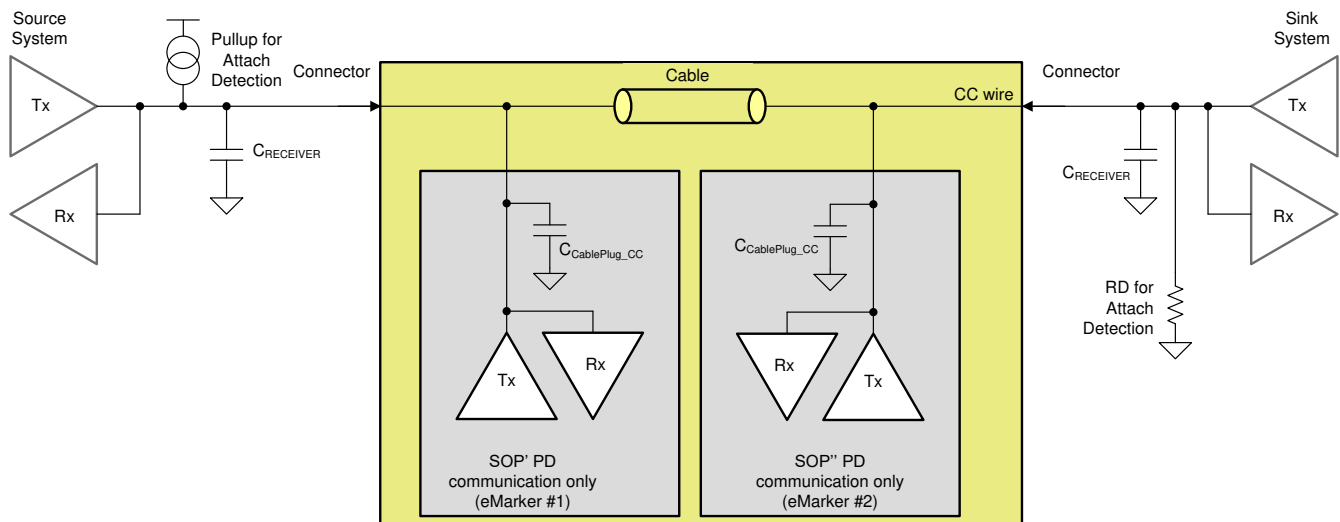 Source
System
Tx
Rx
Pullup for
Attach
Detection
CRECEIVER
Connector
Cable
CC wire
CCablePlug_CC
Tx
Rx
SOP' PD
communication only
(eMarker #1)
CCablePlug_CC
Rx
Tx
SOP'' PD
communication only
(eMarker #2)
Connector
CRECEIVER
RD for
Attach
Detection
Sink
System
Tx
Rx